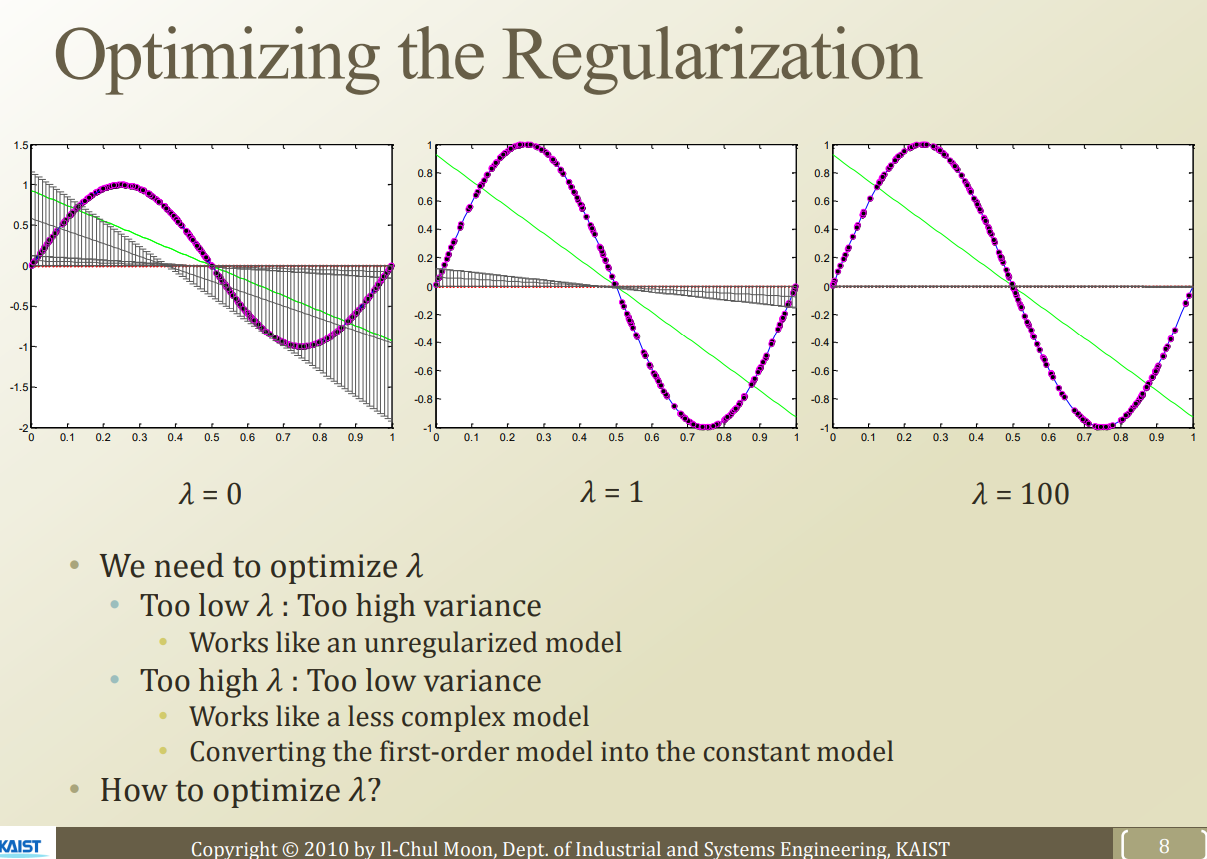 Optimizing the Regularization
1.5
1
0.5
0
-0.5
-1
-1.5
-2
0 0.1 0.2 0.3 0.4 0.5 0.6 0.7 0.8 0.9 1
1
0.8
0.6
0.4
0.2
0
-0.2
-0.4
-0.6
-0.8
-1
0 0.1 0.2 0.3 0.4 0.5 0.6 0.7 0.8 0.9 1
1
0.8
0.6
0.4
0.2
0
-0.2
-0.4
-0.6
-0.8
-1
0 0.1 0.2 0.3 0.4 0.5 0.6 0.7 0.8 0.9 1
λ = 0
λ = 1
λ = 100
• We need to optimize λ
• Too low λ : Too high variance
• Works like an unregularized model
• Too high λ : Too low variance
• Works like a less complex model
• Converting the first-order model into the constant model
• How to optimize λ?
KAIST
Copyright © 2010 by Il-Chul Moon, Dept. of Industrial and Systems Engineering, KAIST
8